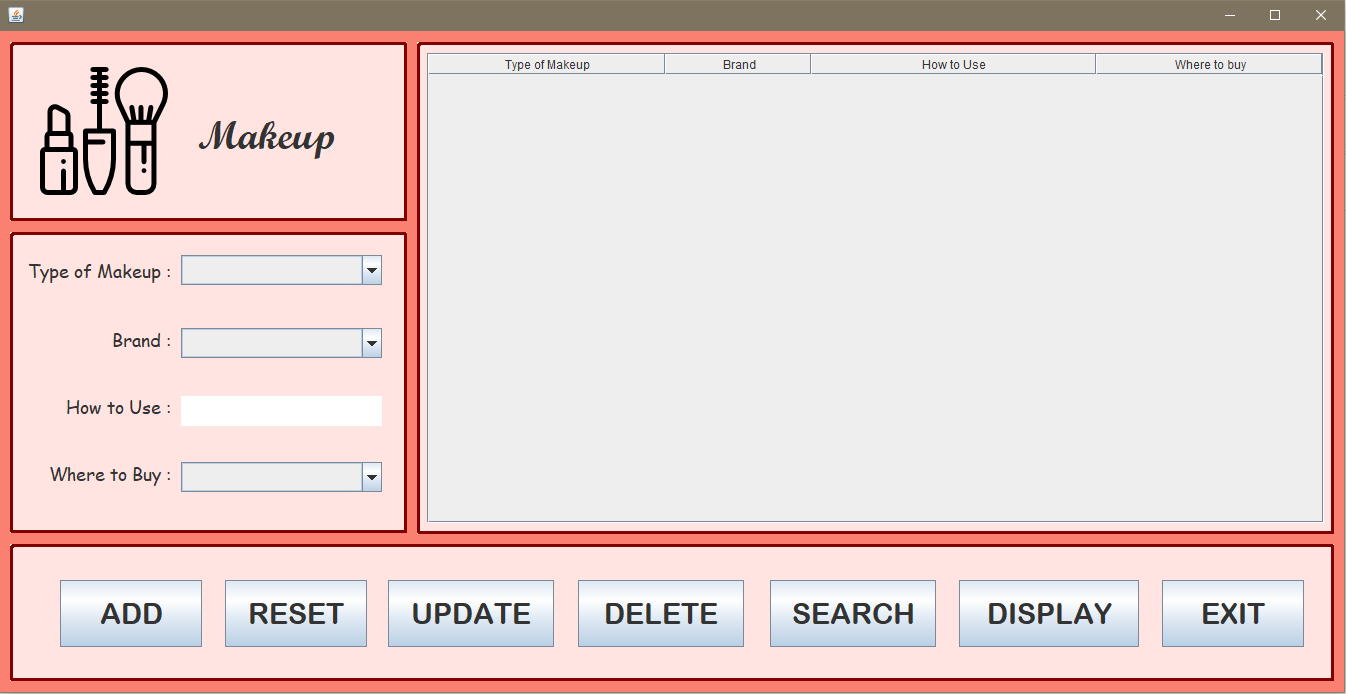 Makeup
Type of Makeup :
Brand :
How to Use :
Where to Buy :
Type of Makeup Brand How to Use Where to buy
ADD RESET UPDATE DELETE SEARCH DISPLAY EXIT